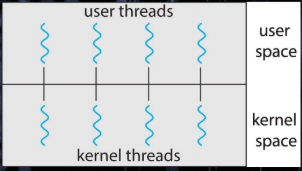 user threads
user
space
kernel
space
kernel threads